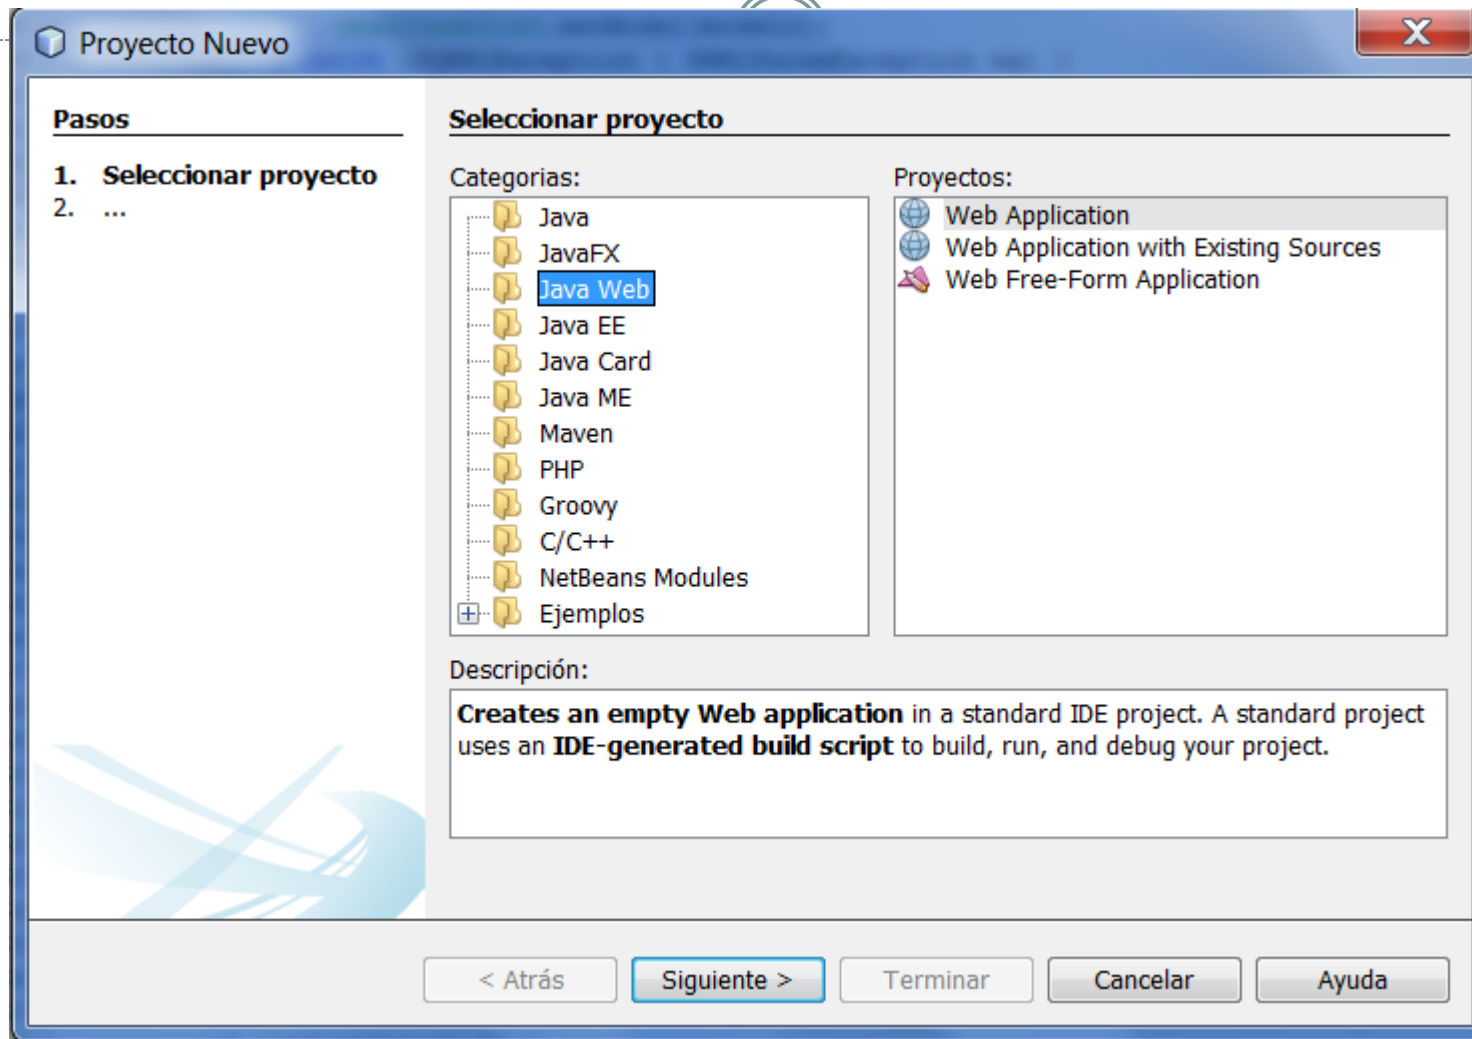 Proyecto Nuevo
Pasos
1. Seleccionar proyecto
2. ...
Seleccionar proyecto
Categorias:
Java
JavaFX
Java Web
Java EE
Java Card
Java ME
Maven
PHP
Groovy
C/C++
NetBeans Modules
Ejemplos
Proyectos:
Web Application
Web Application with Existing Sources
Web Free-Form Application
Descripción:
Creates an empty Web application in a standard IDE project. A standard project
uses an IDE-generated build script to build, run, and debug your project.
< Atrás
Siguiente >
Terminar
Cancelar
Ayuda